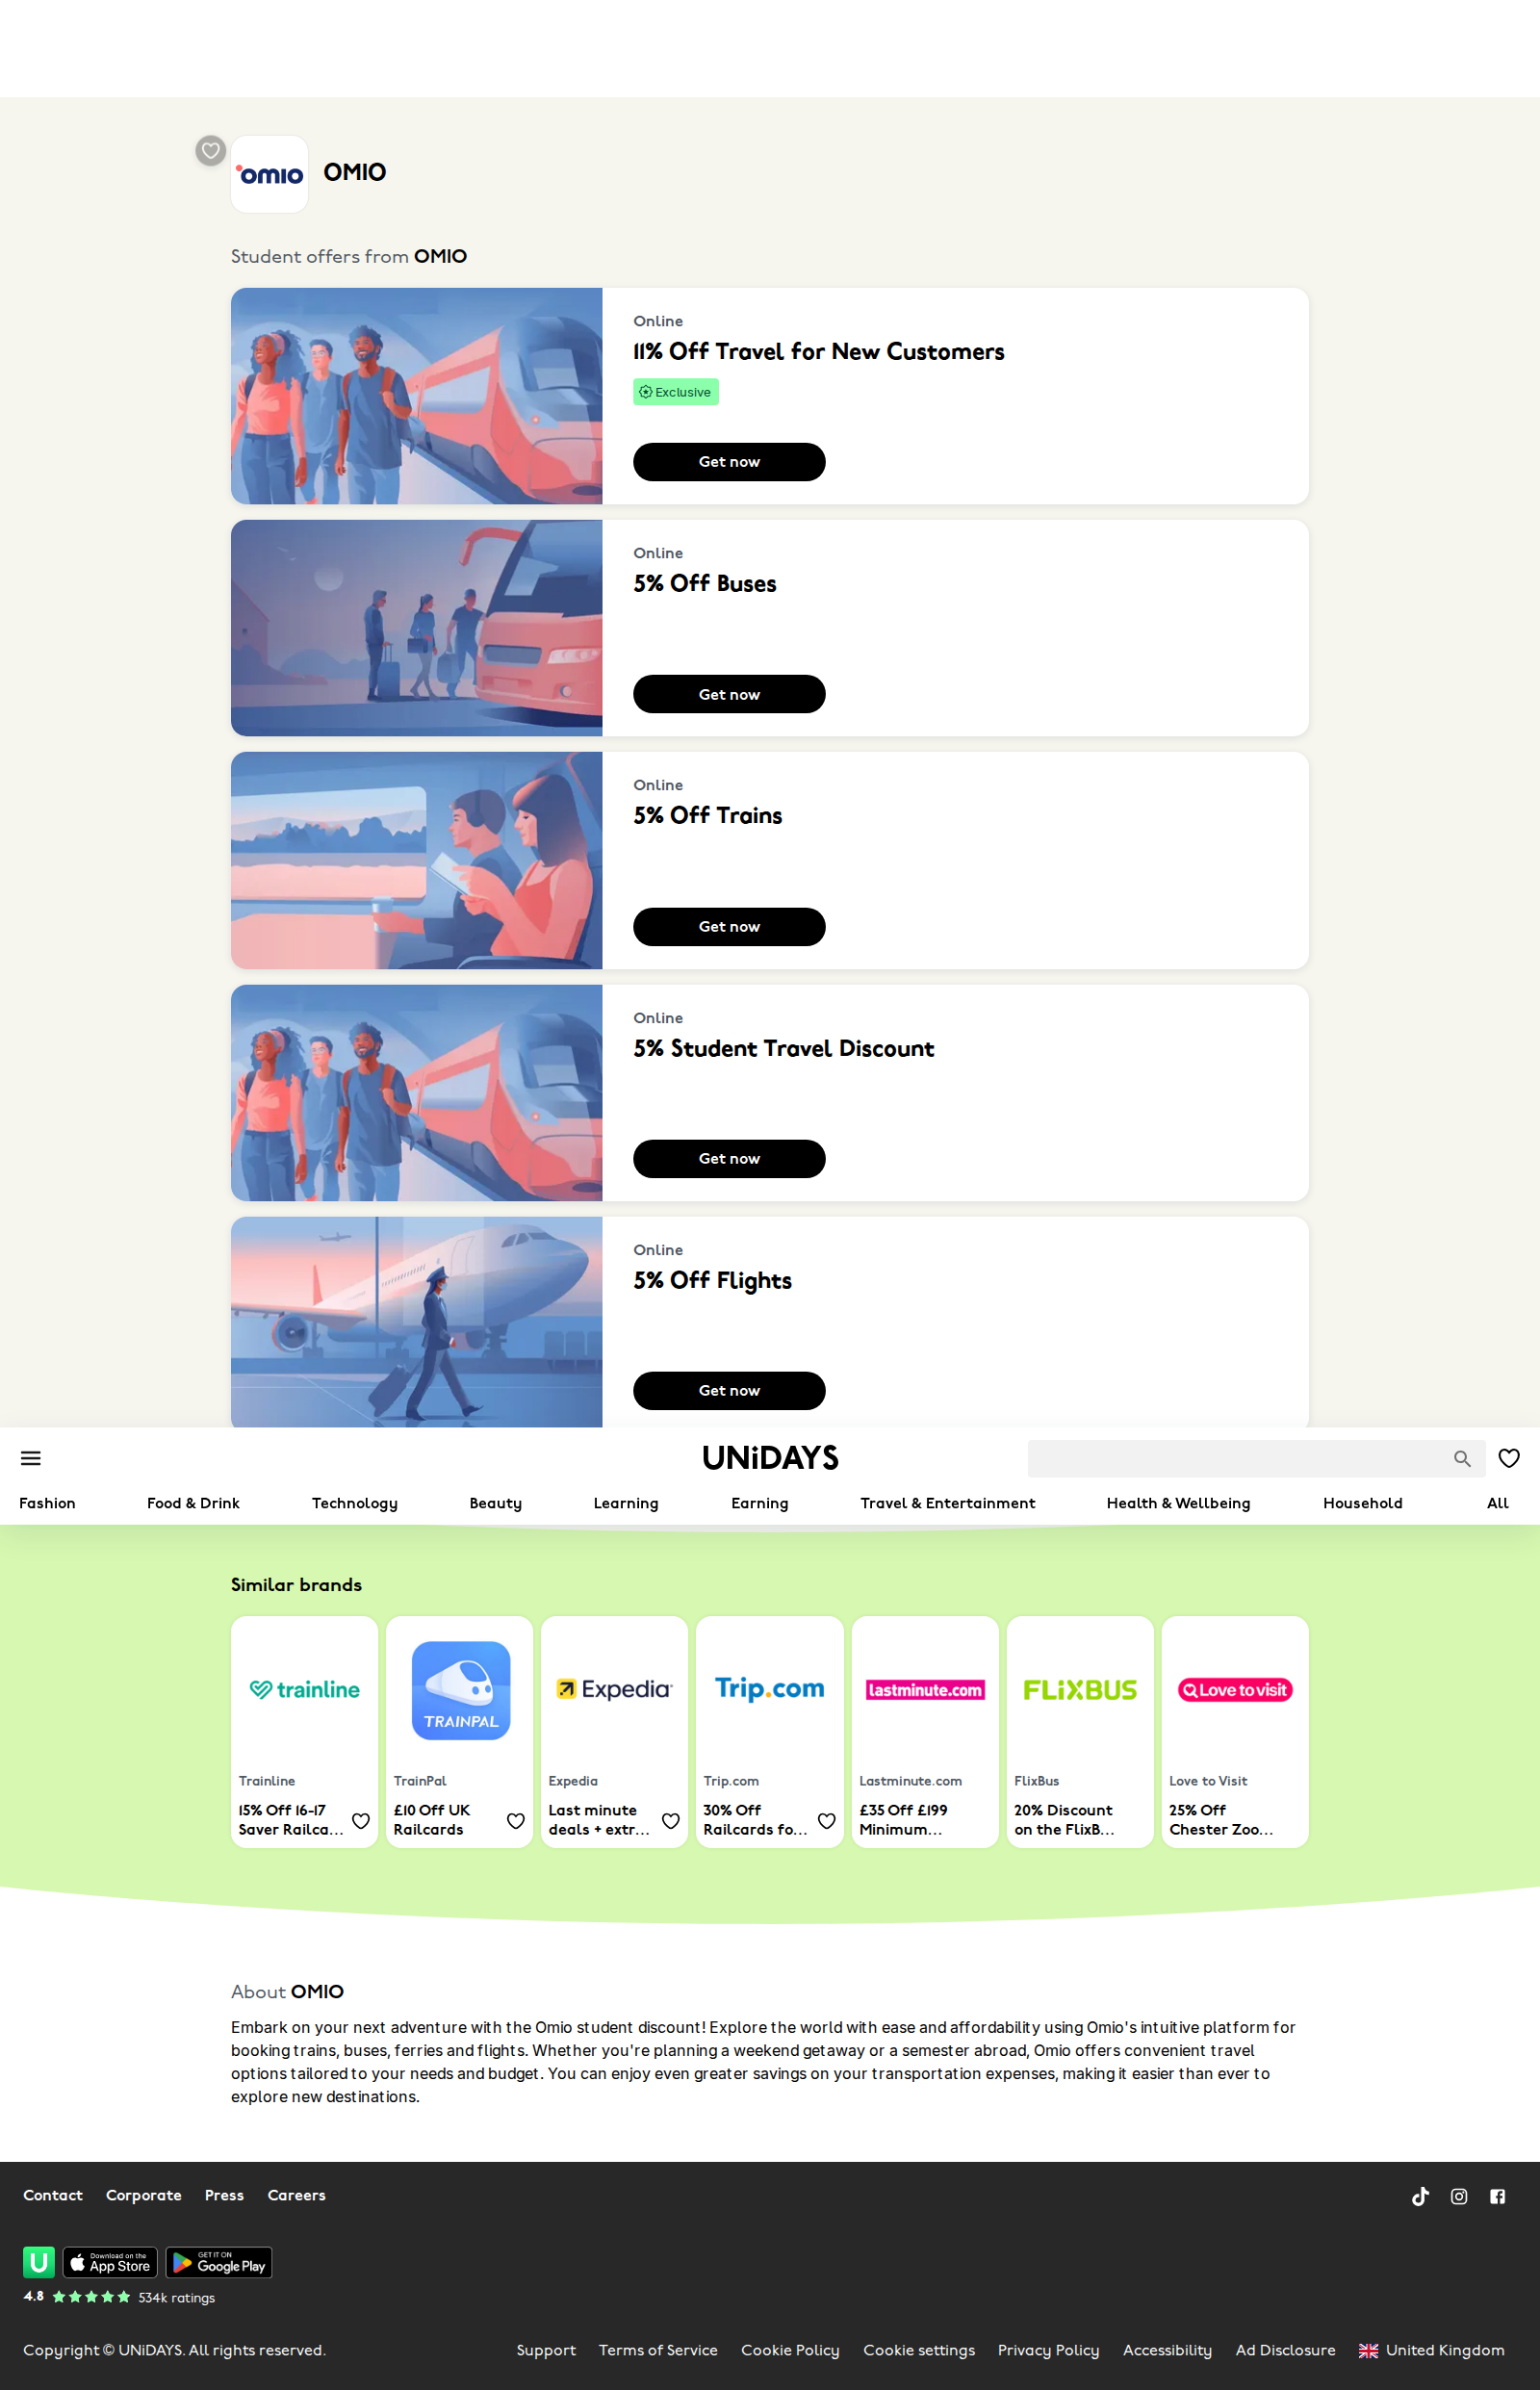 omio
OMIO
Student offers from OMIO
Online
11% Off Travel for New Customers
Exclusive
Get now
Online
5% Off Buses
Get now
Online
5% Off Trains
Get now
Online
5% Student Travel Discount
Get now
Online
5% Off Flights
Get now
UNiDAYS
Fashion Food & Drink Technology Beauty Learning Earning Travel & Entertainment Health & Wellbeing Household All
Similar brands
trainline TRAINPAL Expedia Trip.com lastminute.com FLiXBUS Love to visit
Trainline TrainPal Expedia Trip.com Lastminute.com FlixBus Love to Visit
15% Off 16-17 £10 Off UK Last minute 30% Off £35 Off £199 20% Discount 25% Off
Saver Railca... Railcards deals + extr... Railcards fo... Minimum... on the FlixB... Chester Zoo...
About OMIO
Embark on your next adventure with the Omio student discount! Explore the world with ease and affordability using Omio's intuitive platform for
booking trains, buses, ferries and flights. Whether you're planning a weekend getaway or a semester abroad, Omio offers convenient travel
options tailored to your needs and budget. You can enjoy even greater savings on your transportation expenses, making it easier than ever to
explore new destinations.
Contact Corporate Press Careers
U Download on the App Store GET IT ON Google Play
4.8 534k ratings
Copyright © UNiDAYS. All rights reserved. Support Terms of Service Cookie Policy Cookie settings Privacy Policy Accessibility Ad Disclosure United Kingdom